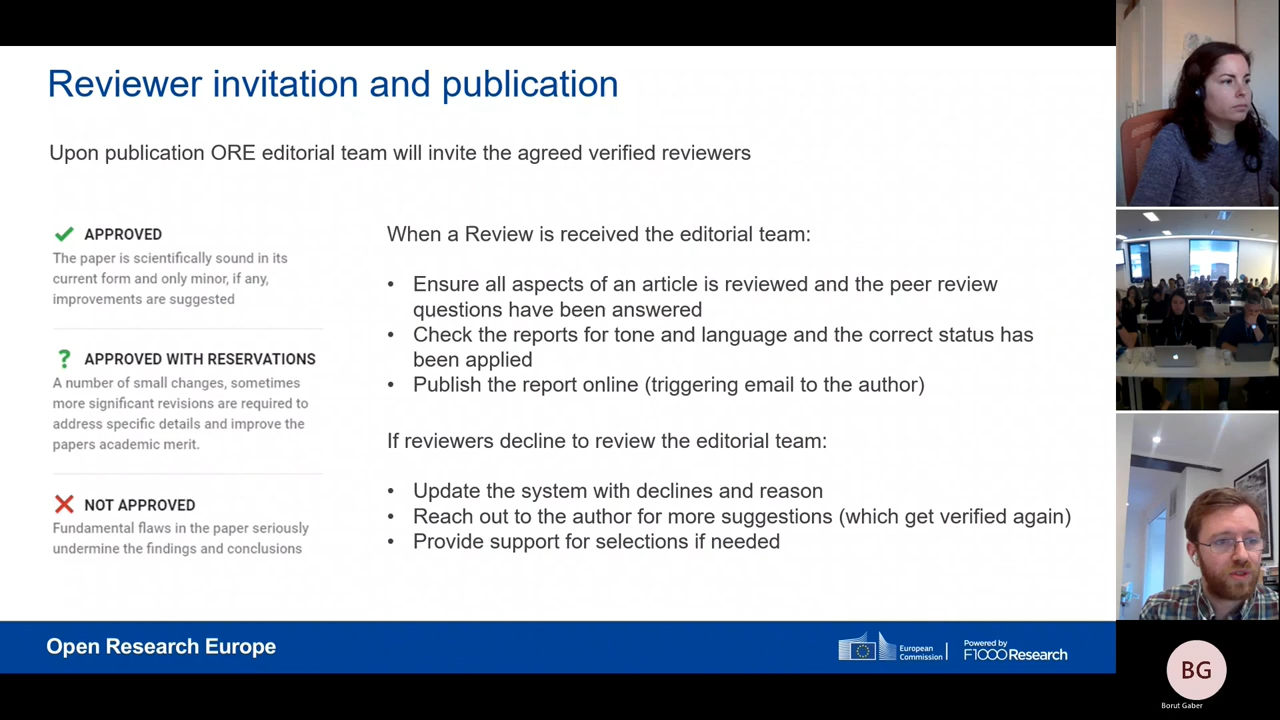 Reviewer invitation and publication
Upon publication ORE editorial team will invite the agreed verified reviewers
APPROVED
The paper is scientifically sound in its
current form and only minor, if any,
improvements are suggested
? APPROVED WITH RESERVATIONS
A number of small changes, sometimes
more significant revisions are required to
address specific details and improve the
papers academic merit.
NOT APPROVED
Fundamental flaws in the paper seriously
undermine the findings and conclusions
When a Review is received the editorial team:
• Ensure all aspects of an article is reviewed and the peer review
questions have been answered
• Check the reports for tone and language and the correct status has
been applied
• Publish the report online (triggering email to the author)
If reviewers decline to review the editorial team:
• Update the system with declines and reason
• Reach out to the author for more suggestions (which get verified again)
• Provide support for selections if needed
Open Research Europe
European
Commission
Powered by
F1000Research
BG
Borut Gaber